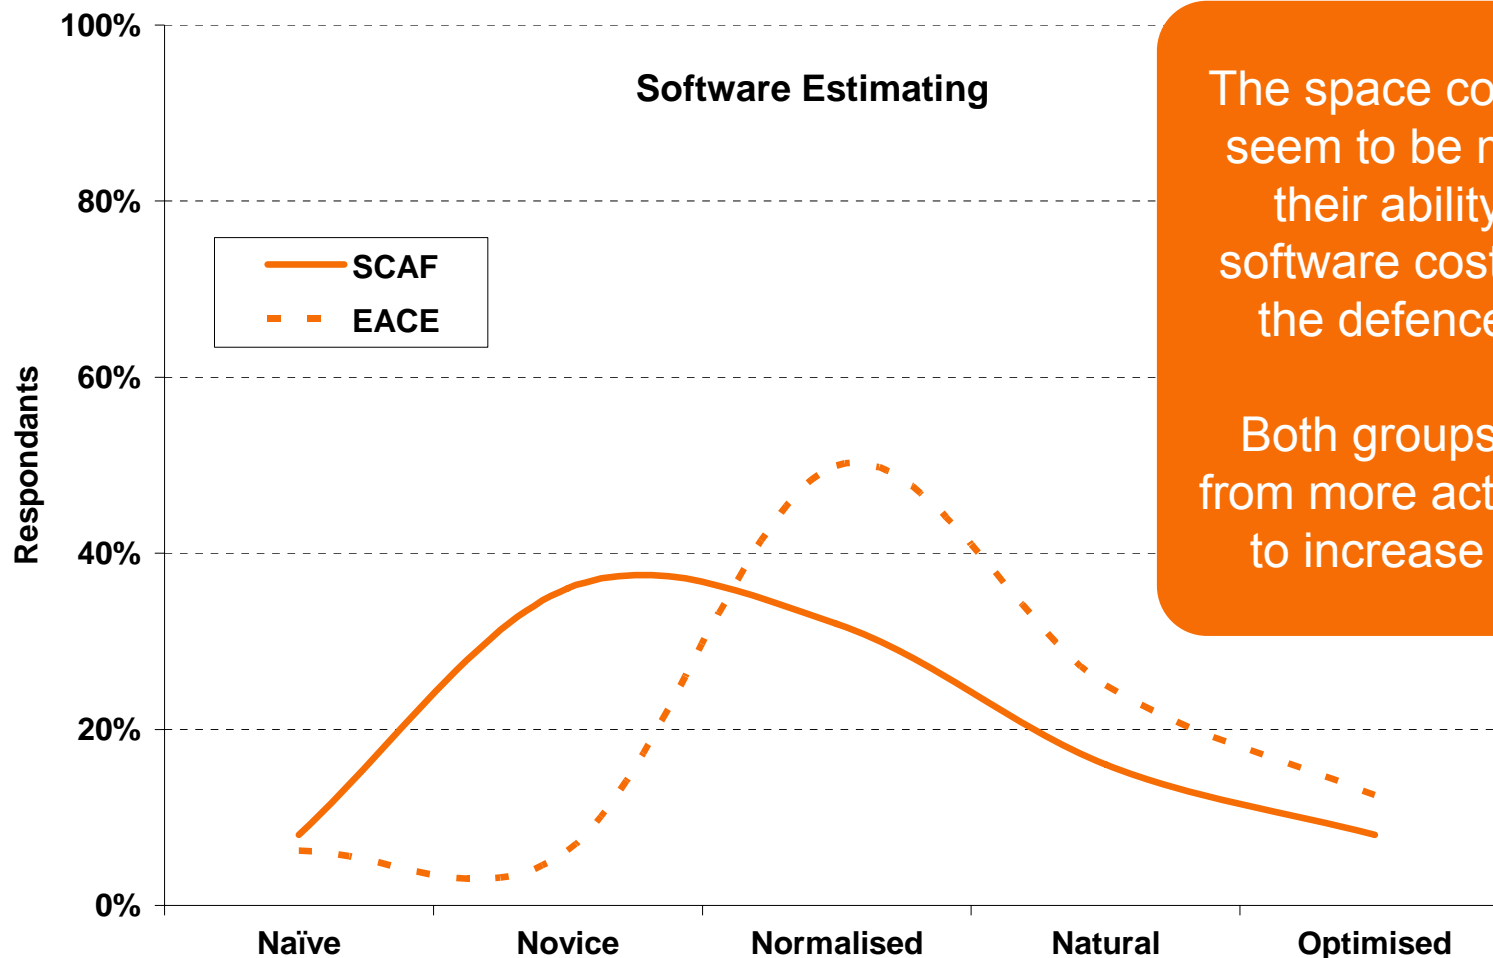 100%
Software Estimating
80%
SCAF
EACE
60%
Respondants
40%
20%
0%
Naïve
Novice
Normalised
Natural
Optimised
The space co
seem to be
their ability
software cost
the defence
Both groups
from more act
to increase